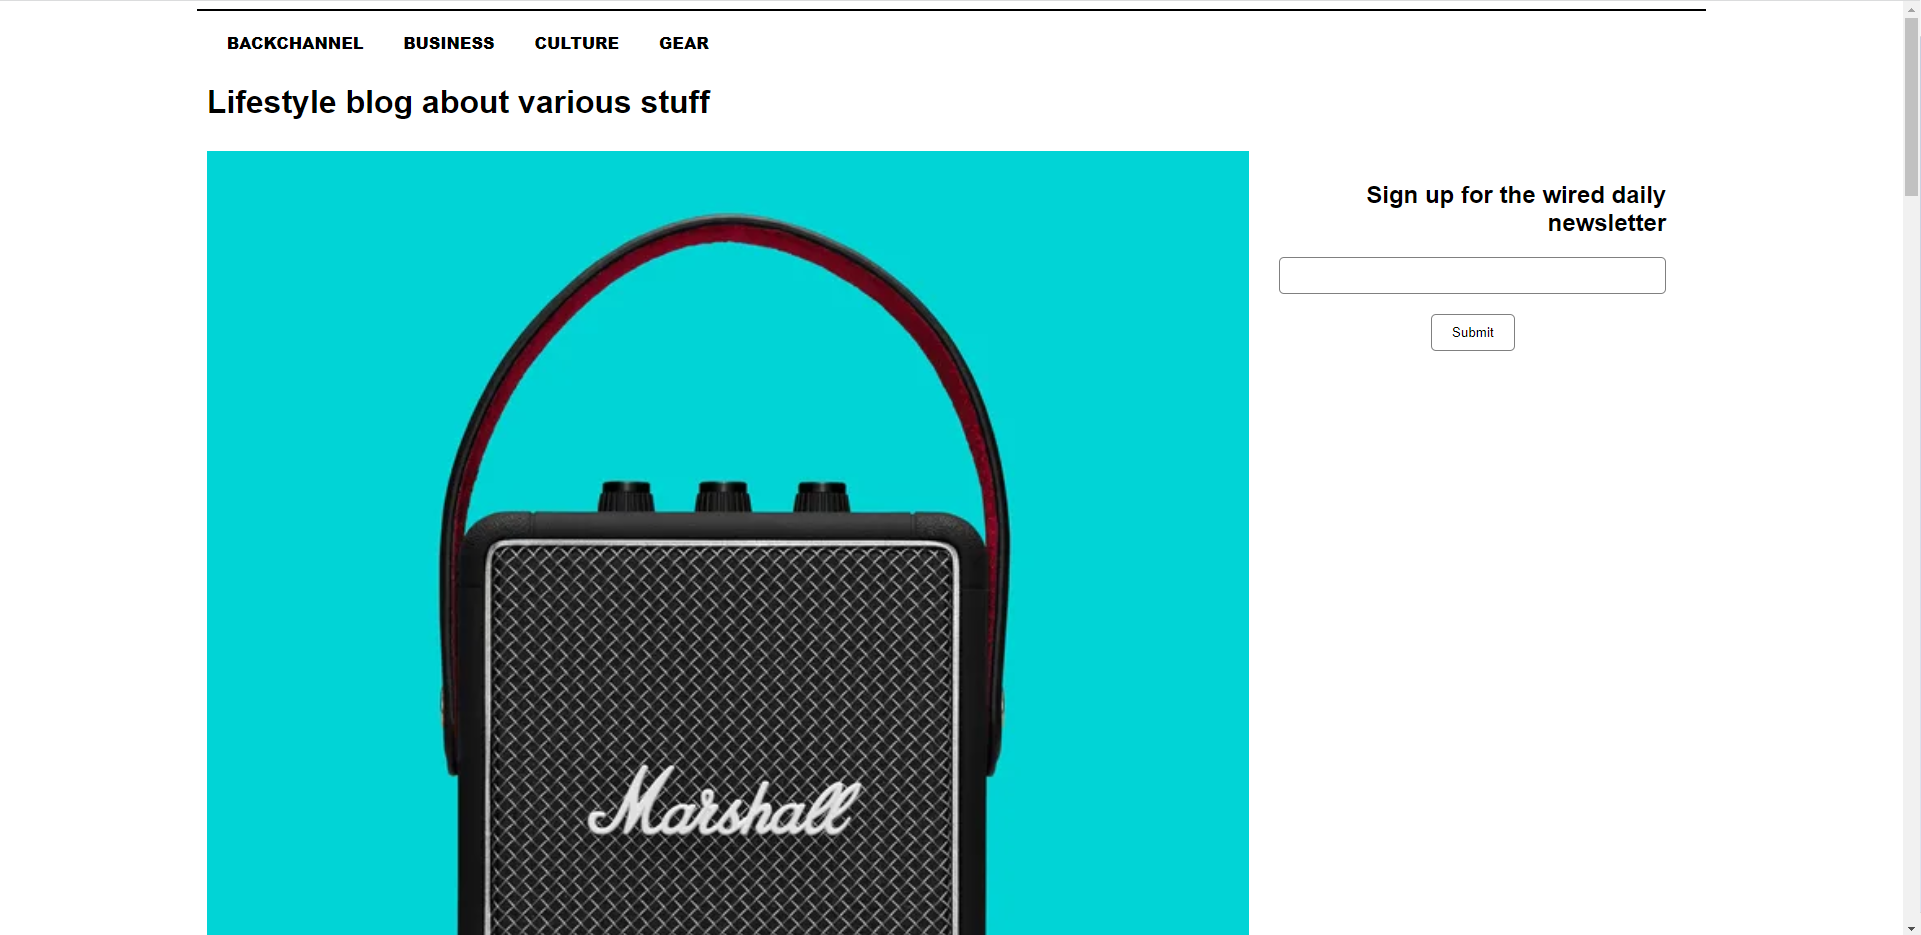 BACKCHANNEL BUSINESS CULTURE GEAR
Lifestyle blog about various stuff
Sign up for the wired daily
newsletter
Submit
Marshall